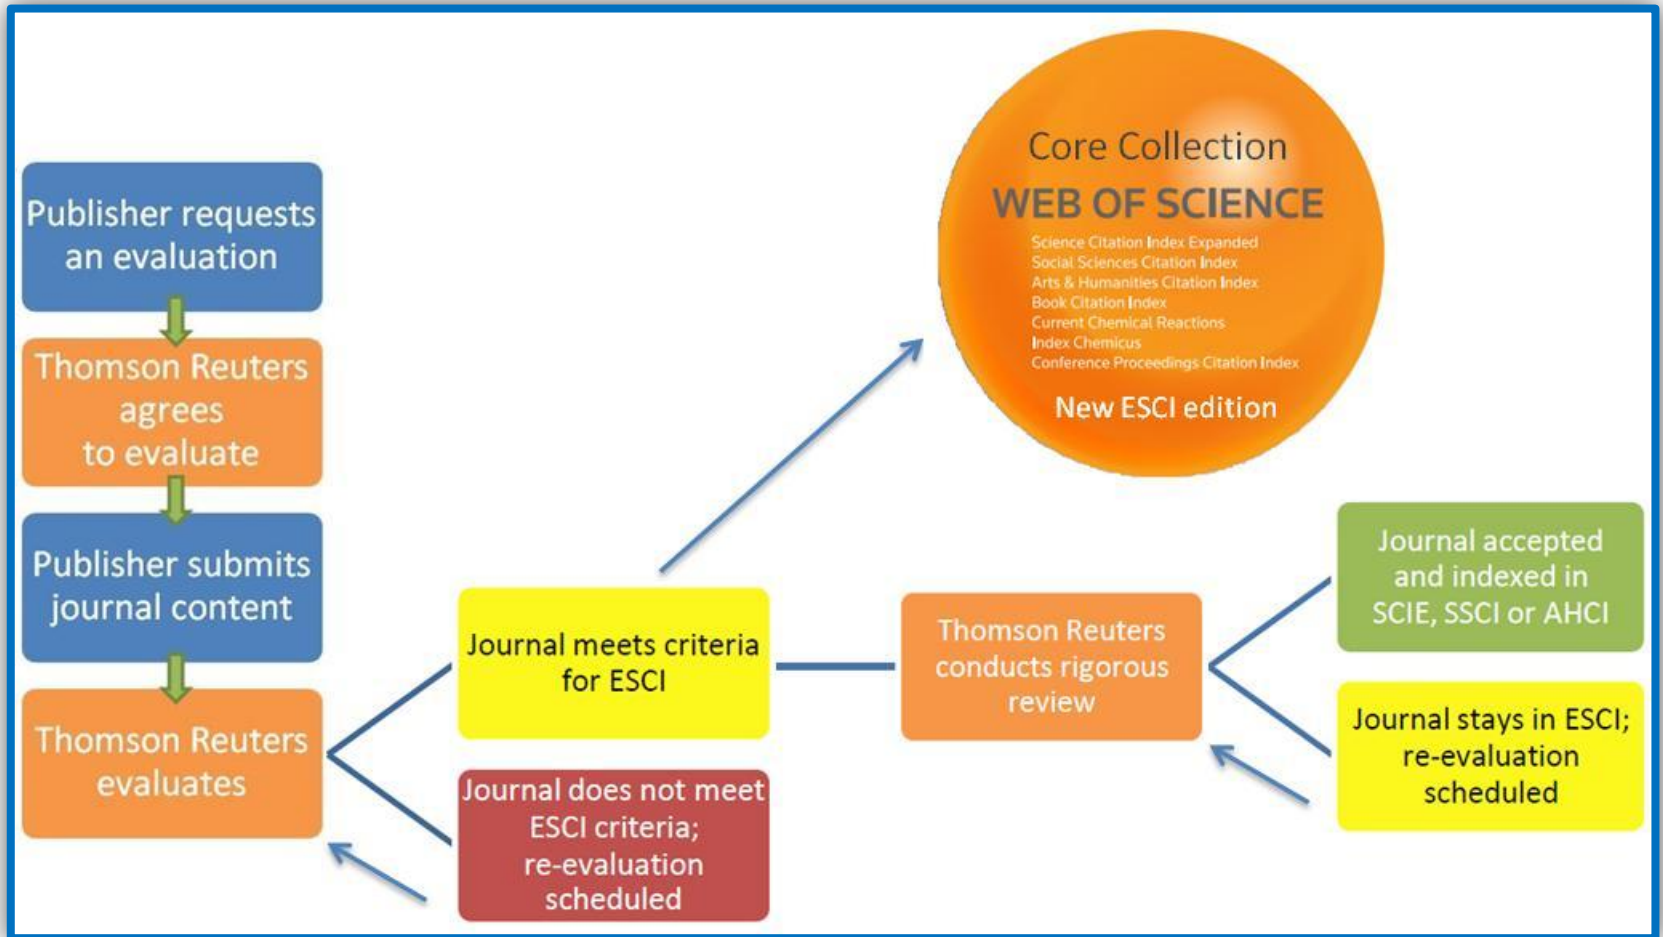 Core Collection
WEB OF SCIENCE
Science Citation Index Expanded
Social Sciences Citation Index
Arts & Humanities Citation Index
Book Citation Index
Current Chemical Reactions
Index Chemicus
Conference Proceedings Citation Index
New ESCI edition
Publisher requests
an evaluation
Thomson Reuters
agrees
to evaluate
Publisher submits
journal content
Thomson Reuters
evaluates
Journal meets criteria
for ESCI
Journal does not meet
ESCI criteria;
re-evaluation
scheduled
Thomson Reuters
conducts rigorous
review
Journal accepted
and indexed in
SCIE, SSCI or AHCI
Journal stays in ESCI;
re-evaluation
scheduled